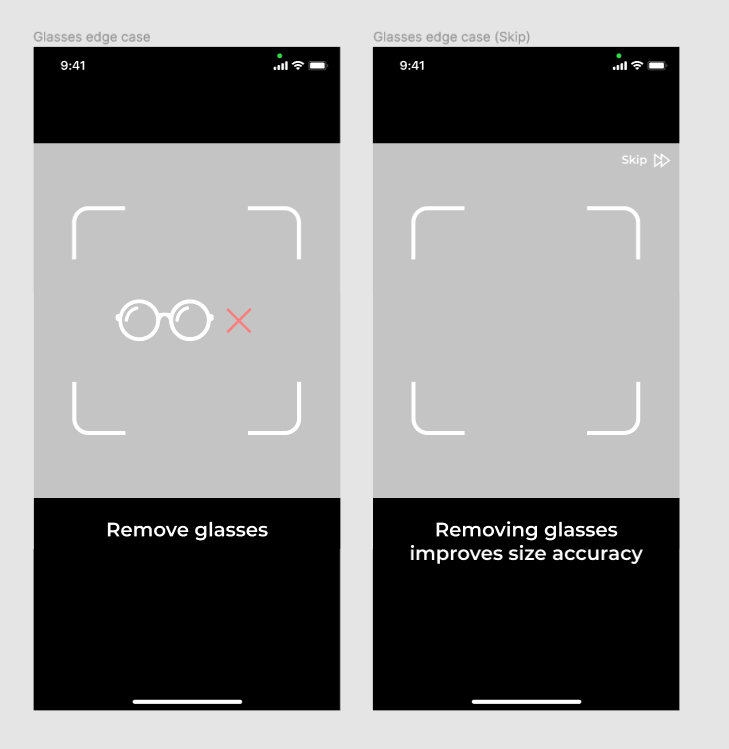 Glasses edge case
9:41
Remove glasses
Glasses edge case (Skip)
9:41
Skip
Removing glasses
improves size accuracy